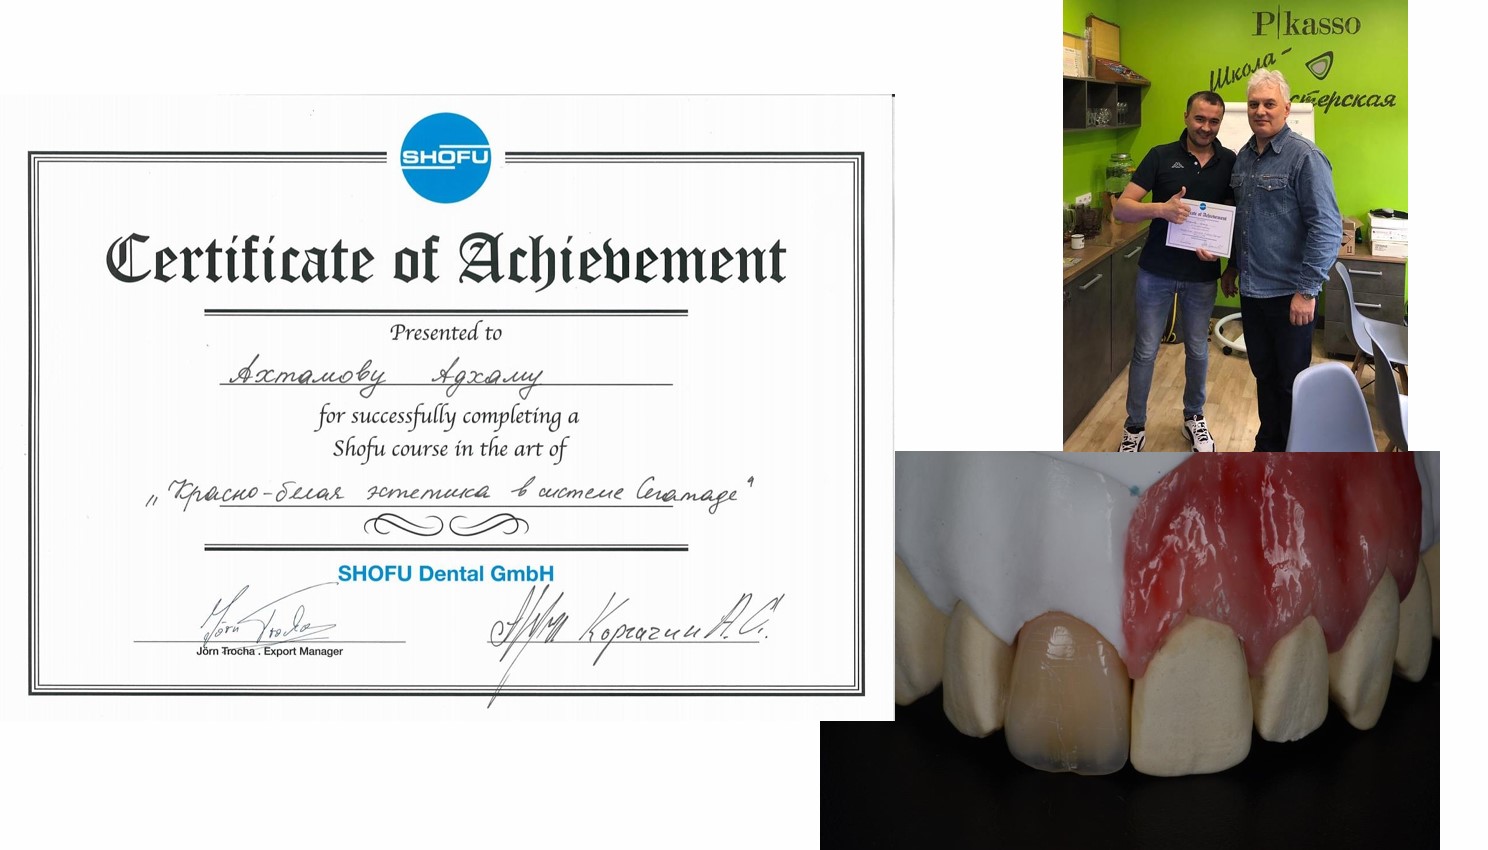 SHOFU
Certificate of Achievement
Presented to
Ахтамову Адхаму
for successfully completing a
Shofu course in the art of
„Красно-белая эстетика в системе Ceramage"
SHOFU Dental GmbH
Jörn Trocha
Корчагин А.С.
Jörn Trocha . Export Manager
P|kasso
Школа-
стерская
Certificate of Achievement